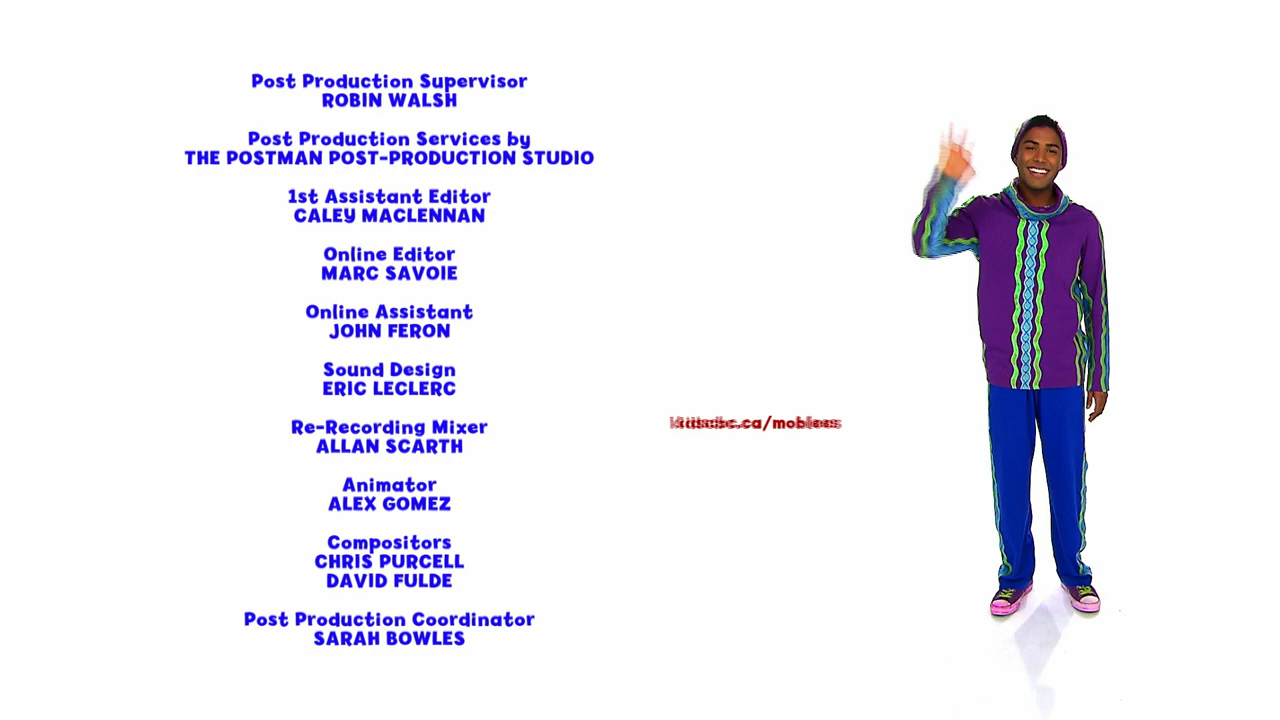 Post Production Supervisor
ROBIN WALSH
Post Production Services by
THE POSTMAN POST-PRODUCTION STUDIO
1st Assistant Editor
CALEY MACLENNAN
Online Editor
MARC SAVOIE
Online Assistant
JOHN FERON
Sound Design
ERIC LECLERC
Re-Recording Mixer
ALLAN SCARTH
Animator
ALEX GOMEZ
Compositors
CHRIS PURCELL
DAVID FULDE
Post Production Coordinator
SARAH BOWLES